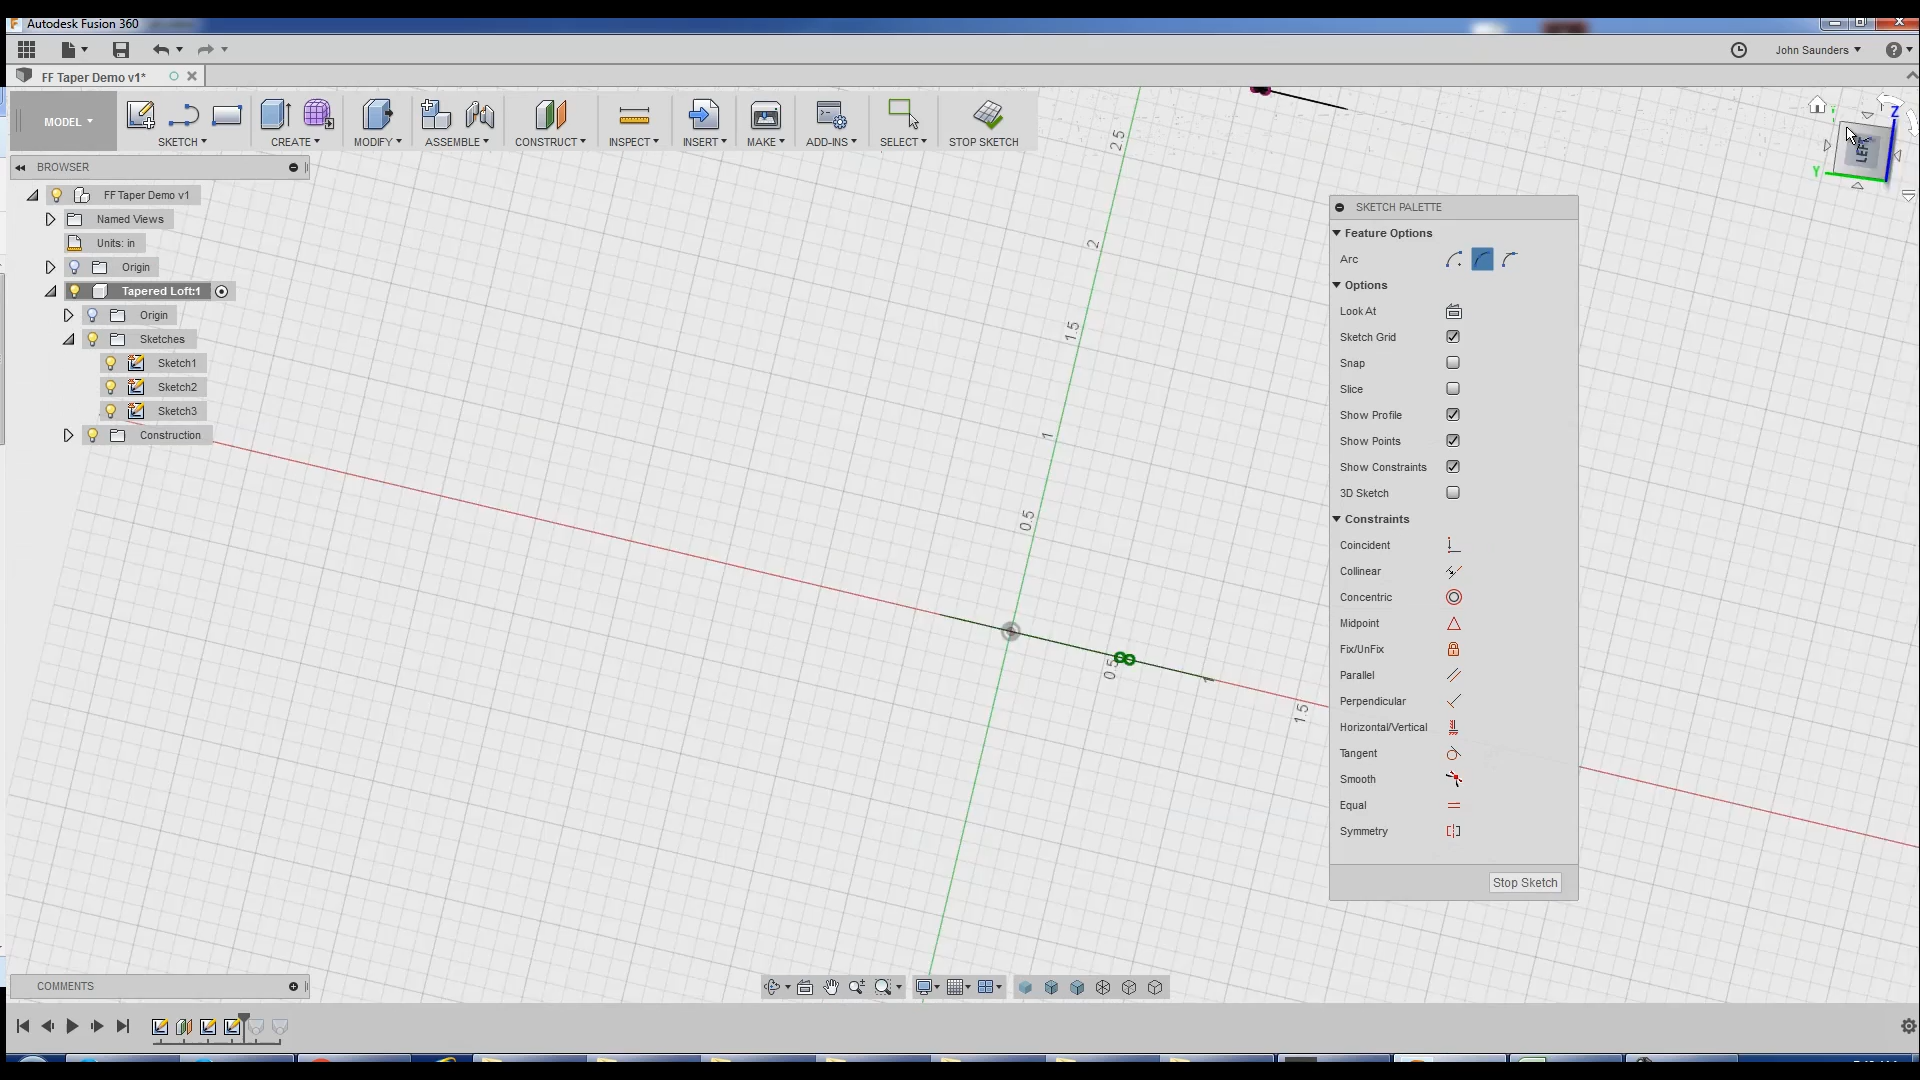 Autodesk Fusion 360
John Saunders
FF Taper Demo v1*
MODEL
SKETCH
CREATE
MODIFY
ASSEMBLE
CONSTRUCT
INSPECT
INSERT
MAKE
ADD-INS
SELECT
STOP SKETCH
BROWSER
FF Taper Demo v1
Named Views
Units: in
Origin
Tapered Loft:1
Origin
Sketches
Sketch1
Sketch2
Sketch3
Construction
2.5
2
1.5
1
0.5
0.5
1
1.5
Z
LEFT
Y
SKETCH PALETTE
Feature Options
Arc
Options
Look At
Sketch Grid
Snap
Slice
Show Profile
Show Points
Show Constraints
3D Sketch
Constraints
Coincident
Collinear
Concentric
Midpoint
Fix/UnFix
Parallel
Perpendicular
Horizontal/Vertical
Tangent
Smooth
Equal
Symmetry
Stop Sketch
COMMENTS